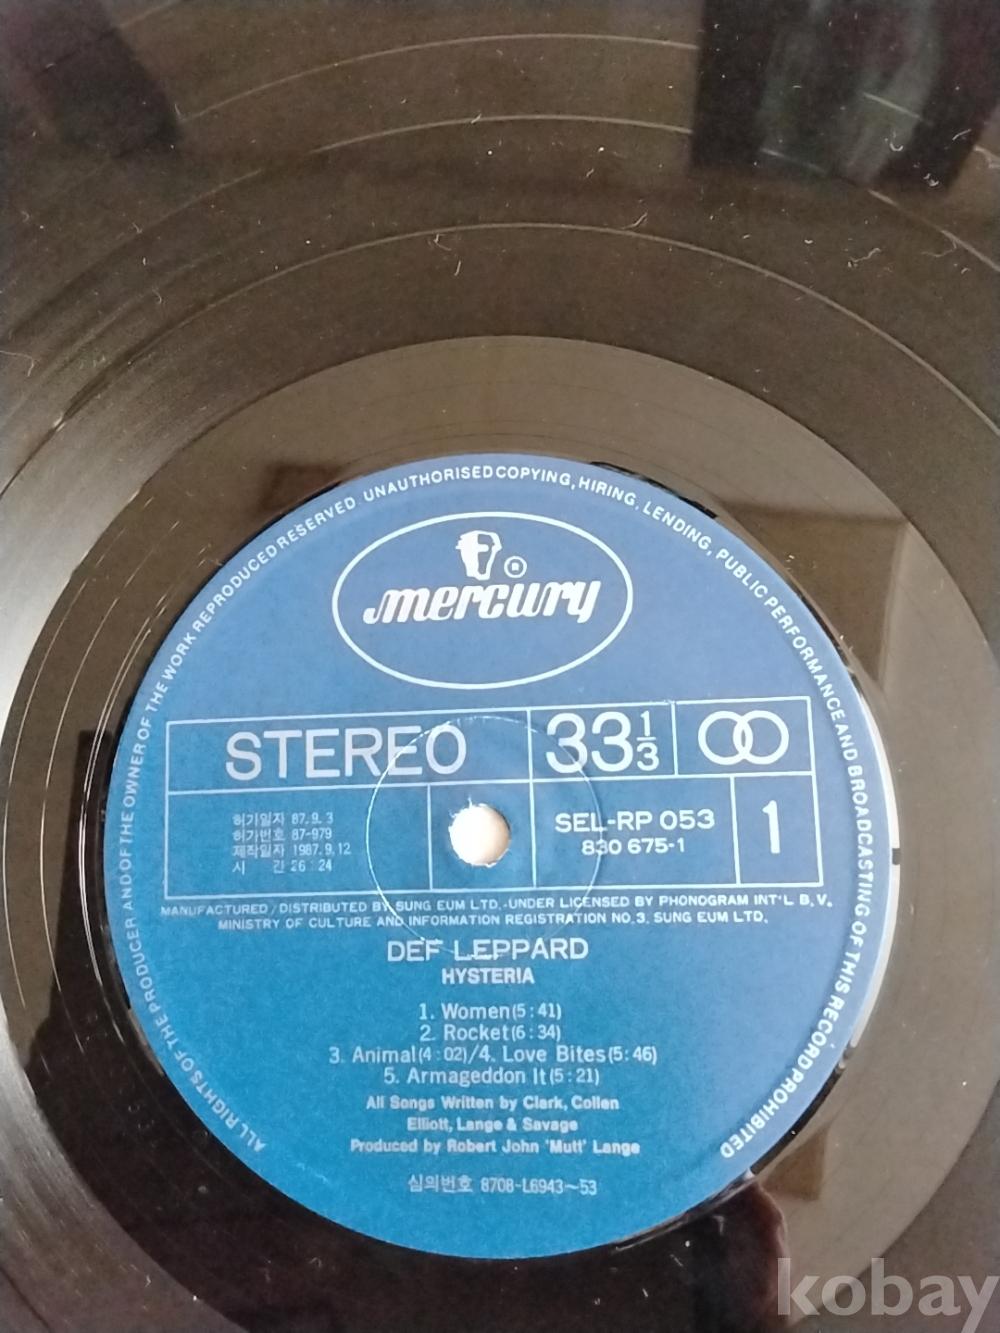 ALL RIGHTS OF THE PRODUCER AND OF THE OWNER OF THE WORK REPRODUCED RESERVED. UNAUTHORISED COPYING, HIRING, LENDING, PUBLIC PERFORMANCE AND BROADCASTING OF THIS RECORD PROHIBITED
mercury ®
STEREO 33 1/3
허가일자 87.9.3
허가번호 87-979
제작일자 1987.9.12
시 간 26:24
SEL-RP 053
830 675-1
1
MANUFACTURED/DISTRIBUTED BY SUNG EUM LTD.-UNDER LICENSED BY PHONOGRAM INT'L B.V.
MINISTRY OF CULTURE AND INFORMATION REGISTRATION NO.3. SUNG EUM LTD.
DEF LEPPARD
HYSTERIA
1. Women(5:41)
2. Rocket(6:34)
3. Animal(4:02)/4. Love Bites(5:46)
5. Armageddon It(5:21)
All Songs Written by Clark, Collen
Elliott, Lange & Savage
Produced by Robert John 'Mutt' Lange
심의번호 8708-L6943~53
kobay